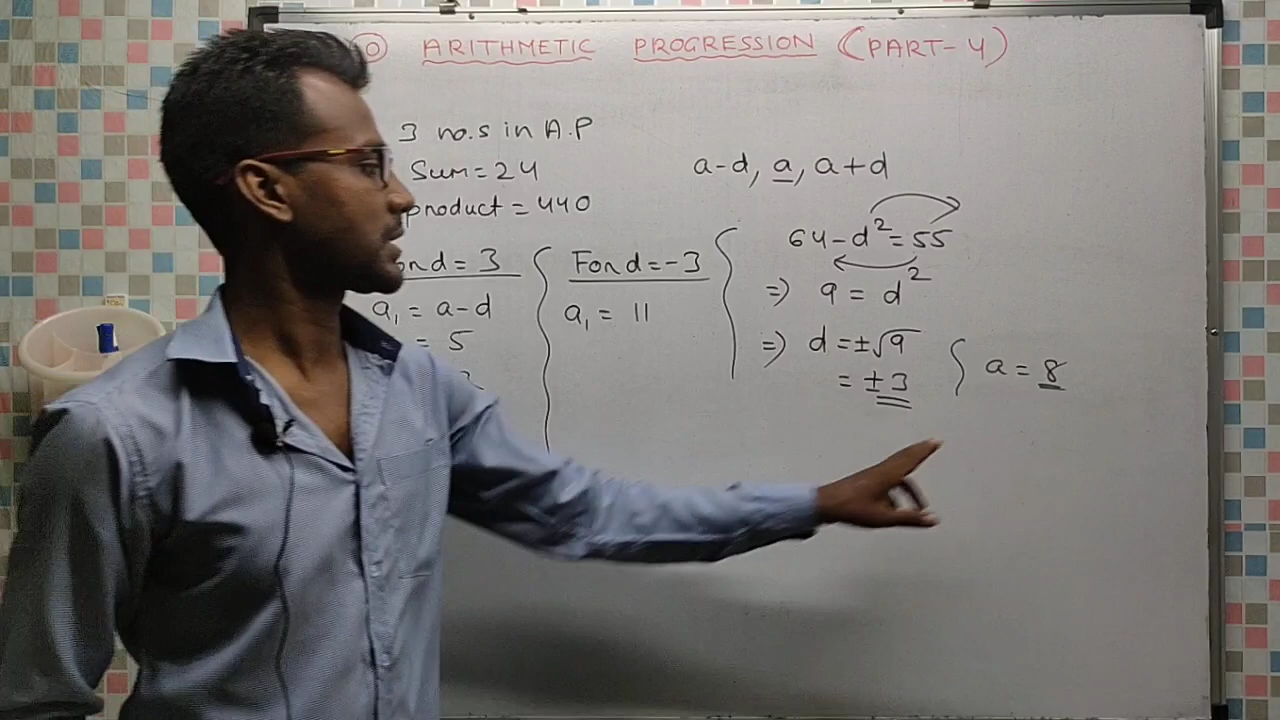 ARITHMETIC PROGRESSION (PART-4)
3 no.s in A.P
Sum=24
product = 440
a-d, a, a+d
64-d²=55
=) 9 = d²
=) d = ±√9
= ±3
a = 8
d = 3
a₁ = a-d
= 5
For d = -3
a₁ = 11